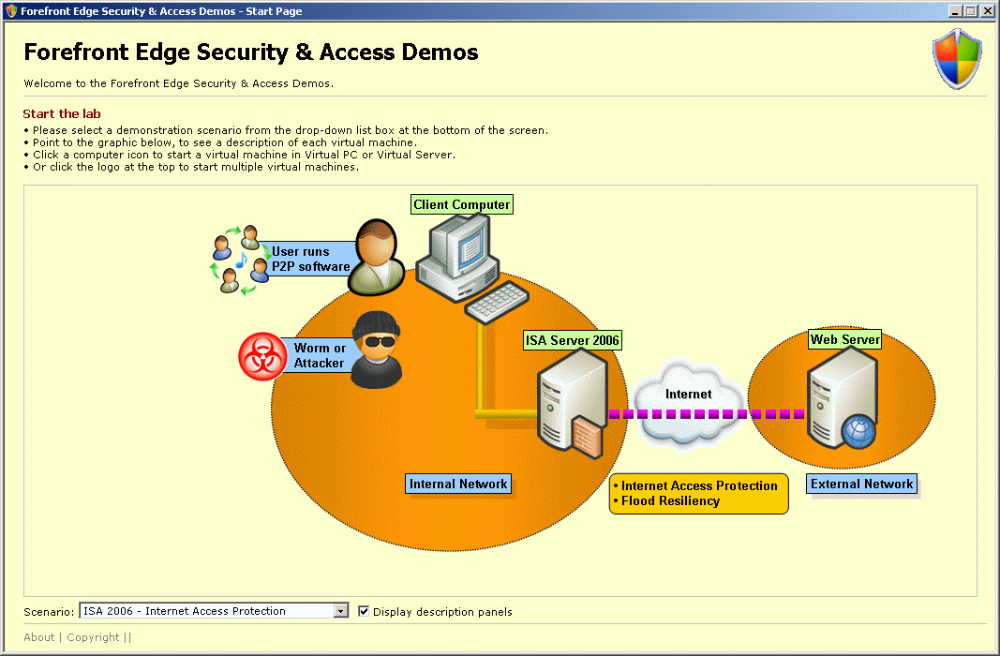 Forefront Edge Security & Access Demos - Start Page
Forefront Edge Security & Access Demos
Welcome to the Forefront Edge Security & Access Demos.
Start the lab
• Please select a demonstration scenario from the drop-down list box at the bottom of the screen.
• Point to the graphic below, to see a description of each virtual machine.
• Click a computer icon to start a virtual machine in Virtual PC or Virtual Server.
• Or click the logo at the top to start multiple virtual machines.
Client Computer
User runs
P2P software
Worm or
Attacker
ISA Server 2006
Web Server
Internet
Internal Network
• Internet Access Protection
• Flood Resiliency
External Network
Scenario: ISA 2006 - Internet Access Protection Display description panels
About | Copyright ||